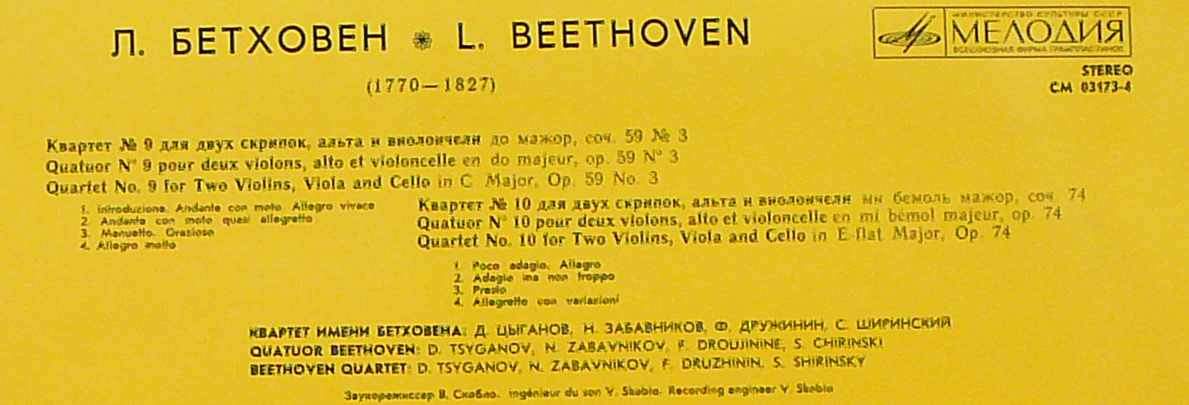 Л. БЕТХОВЕН L. BEETHOVEN
(1770—1827)
МИНИСТЕРСТВО КУЛЬТУРЫ СССР
МЕЛОДИЯ
ВСЕСОЮЗНАЯ ФИРМА ГРАМПЛАСТИНОК
STEREO
СМ 03173-4
Квартет № 9 для двух скрипок, альта и виолончели до мажор, соч. 59 № 3
Quatuor N° 9 pour deux violons, alto et violoncelle en do majeur, op. 59 N° 3
Quartet No. 9 for Two Violins, Viola and Cello in C Major, Op. 59 No. 3
1. Introduzione. Andante con moto. Allegro vivace
2. Andante con moto quasi allegretto
3. Menuetto. Grazioso
4. Allegro molto
Квартет № 10 для двух скрипок, альта и виолончели ми бемоль мажор, соч. 74
Quatuor N° 10 pour deux violons, alto et violoncelle en mi bémol majeur, op. 74
Quartet No. 10 for Two Violins, Viola and Cello in E flat Major, Op. 74
1. Poco adagio. Allegro
2. Adagio ma non troppo
3. Presto
4. Allegretto con variazioni
КВАРТЕТ ИМЕНИ БЕТХОВЕНА: Д. ЦЫГАНОВ, Н. ЗАБАВНИКОВ, Ф. ДРУЖИНИН, С. ШИРИНСКИЙ
QUATUOR BEETHOVEN: D. TSYGANOV, N. ZABAVNIKOV, F. DROUJININE, S. CHIRINSKI
BEETHOVEN QUARTET: D. TSYGANOV, N. ZABAVNIKOV, F. DRUZHININ, S. SHIRINSKY
Звукорежиссер В. Скобло. Ingénieur du son V. Skoblo. Recording engineer V. Skoblo